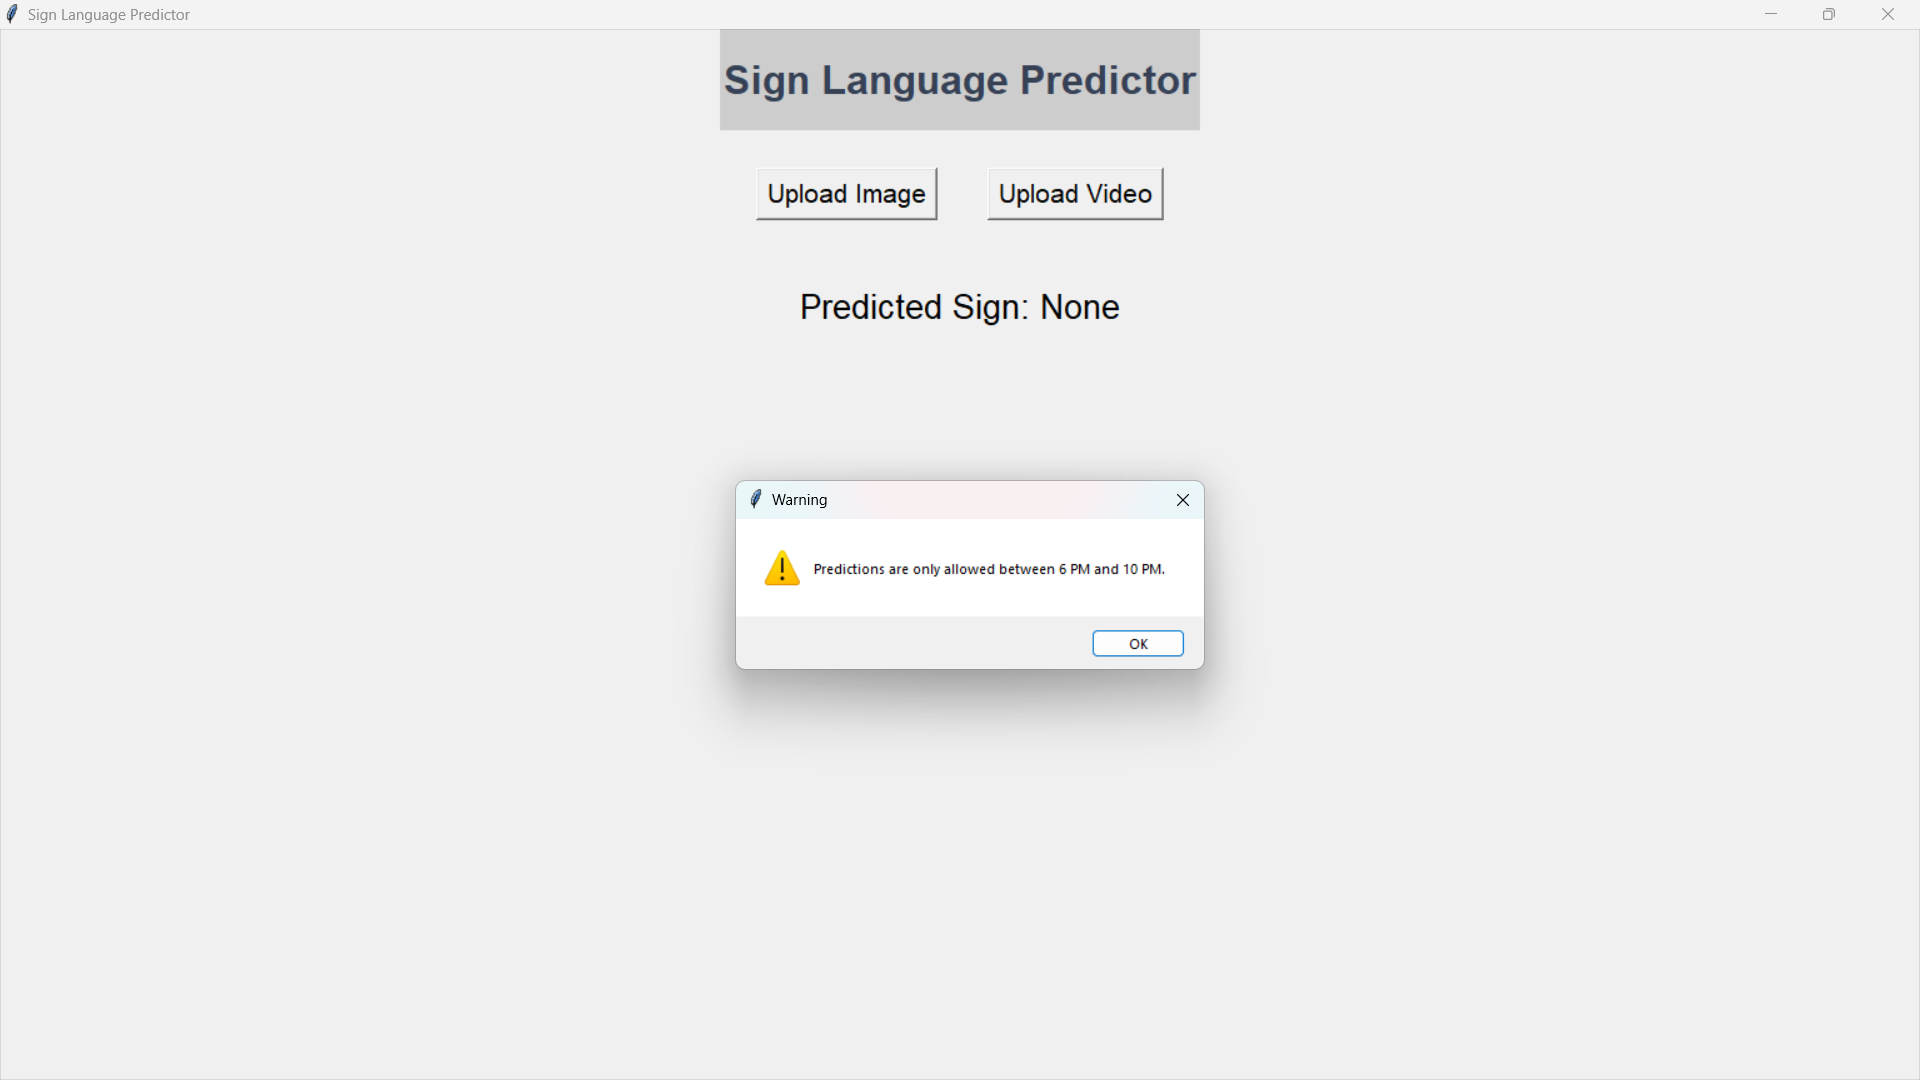 Sign Language Predictor
Sign Language Predictor
Upload Image
Upload Video
Predicted Sign: None
Warning
Predictions are only allowed between 6 PM and 10 PM.
OK